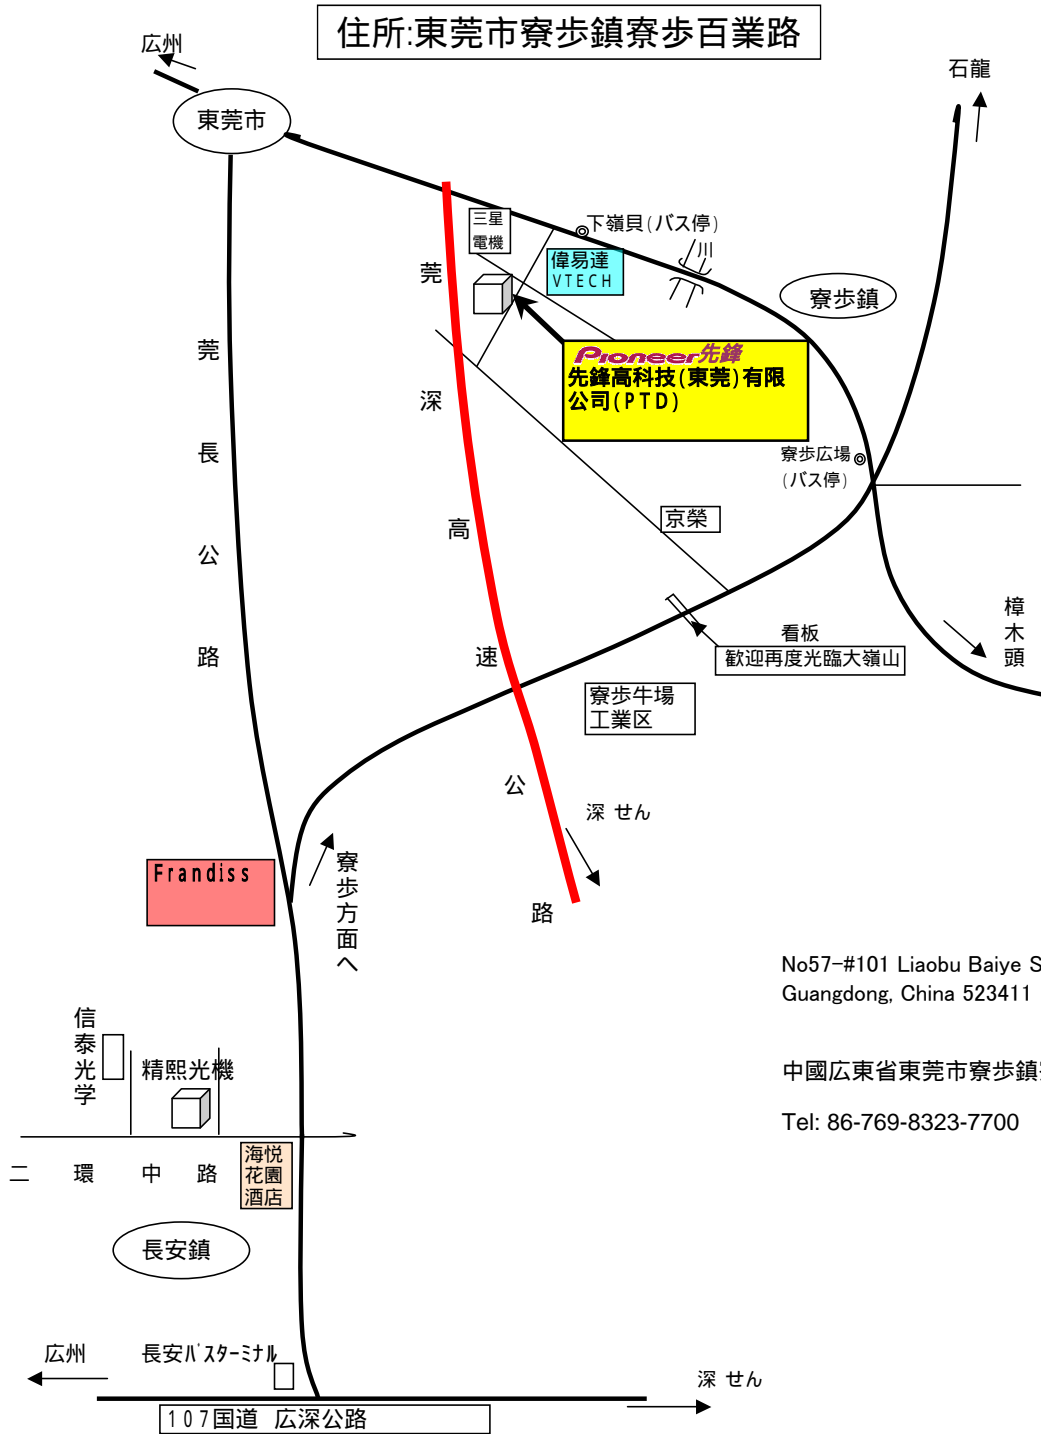 住所:東莞市寮歩鎮寮歩百業路
広州
石龍
東莞市
三星
電機
下嶺貝(バス停)
川
偉易達
VTECH
寮歩鎮
Pioneer先鋒
先鋒高科技(東莞)有限
公司(PTD)
莞深高速公路
莞長公路
寮歩広場
(バス停)
京榮
樟木頭
看板
歓迎再度光臨大嶺山
寮歩牛場
工業区
深 せん
Frandiss
寮歩方面へ
No57-#101 Liaobu Baiye S
Guangdong, China 523411
信泰光学
精熙光機
中國広東省東莞市寮歩鎮
Tel: 86-769-8323-7700
海悦
花園
酒店
二環中路
長安鎮
広州
長安バスターミナル
深 せん
107国道 広深公路